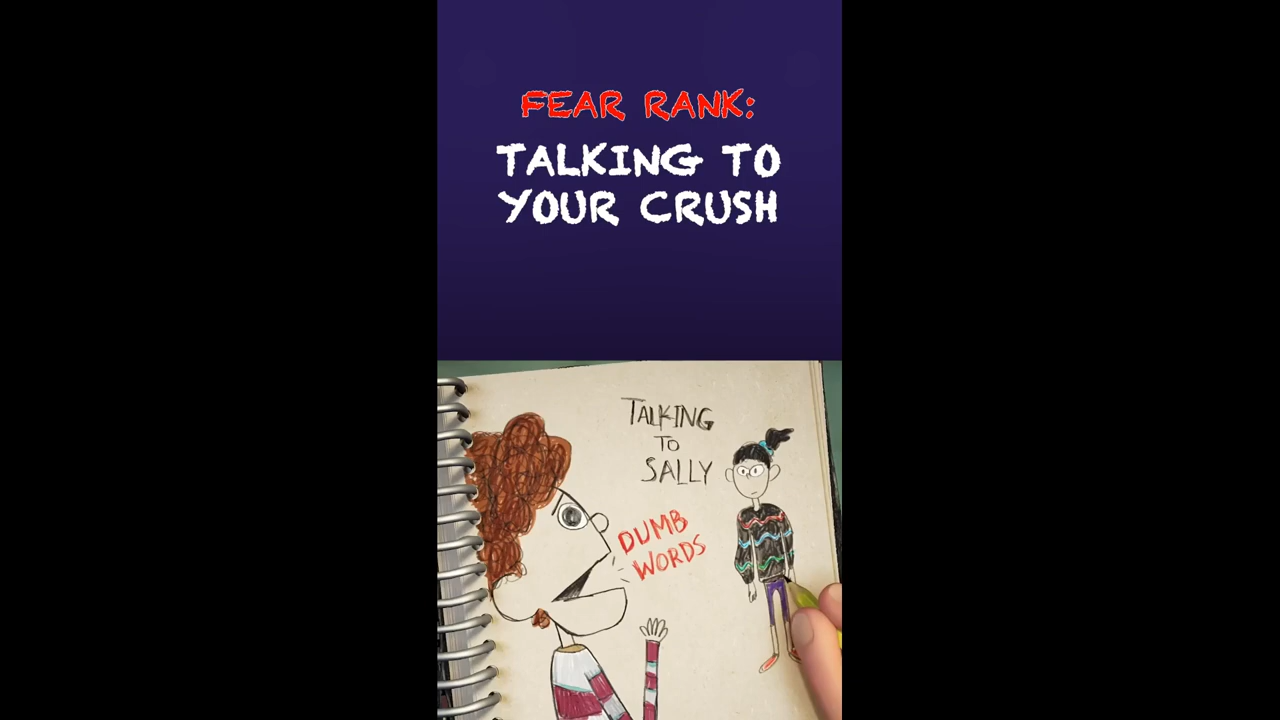 FEAR RANK:
TALKING TO
YOUR CRUSH
TALKING
TO
SALLY
DUMB
WORDS